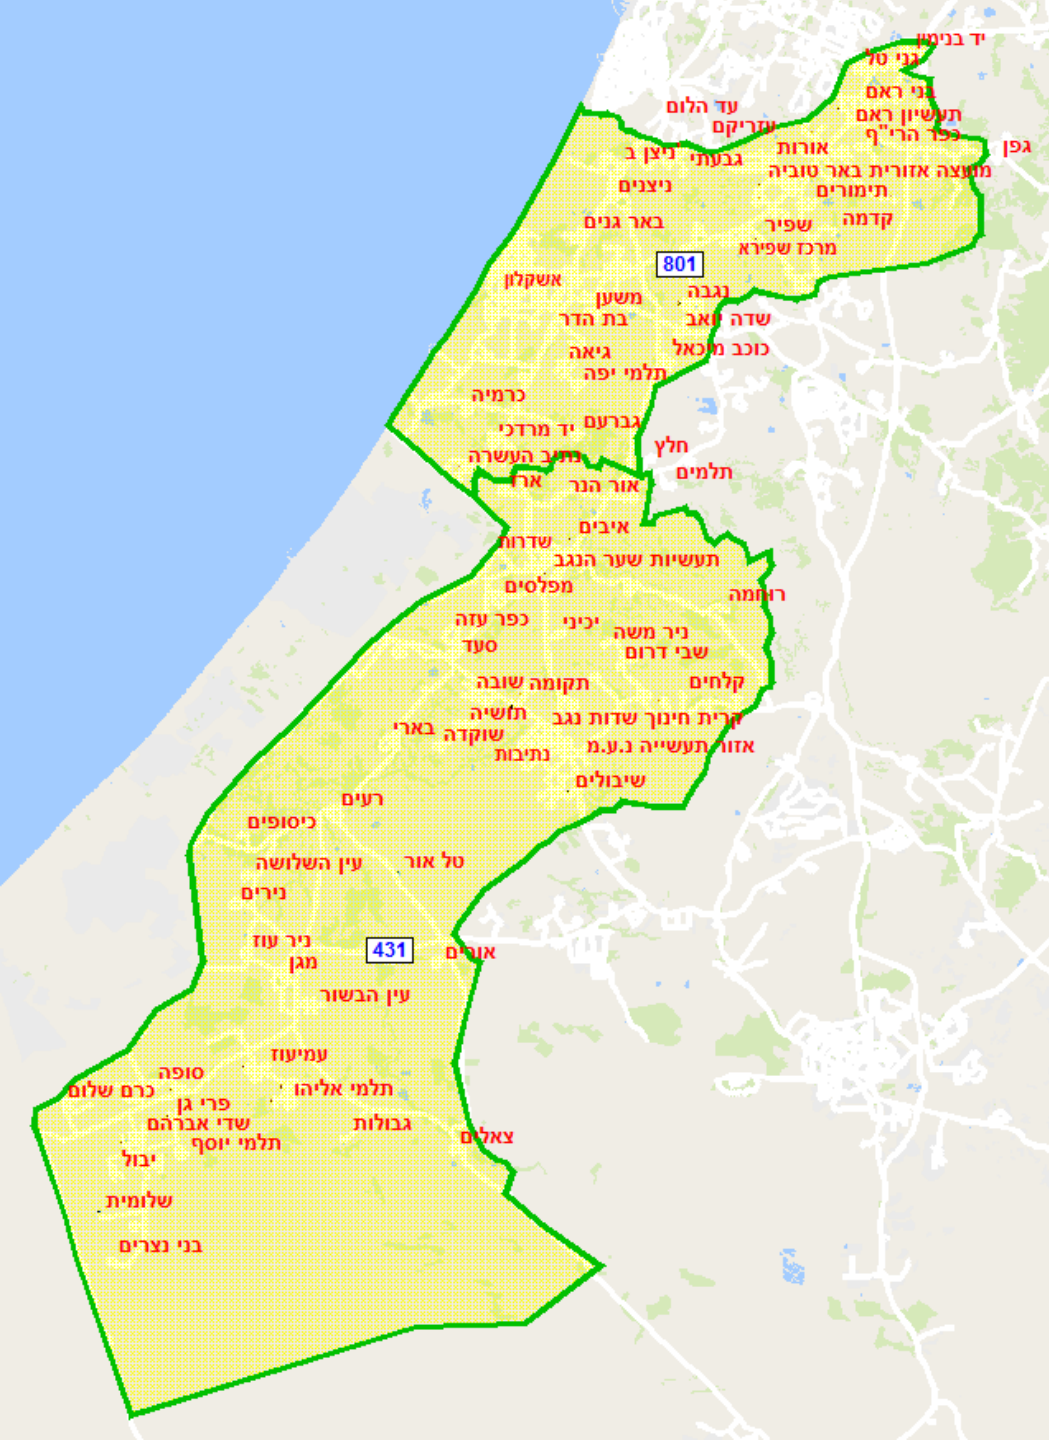 יד בנימין
גני טל
בני ראם
עד הלום
תעשיון ראם
עזריקם
כפר הרי"ף
גפן
אורות
ניצן ב'
גבעתי
מועצה אזורית באר טוביה
ניצנים
תימורים
באר גנים
קדמה
שפיר
מרכז שפירא
801
אשקלון
נגבה
משען
בת הדר
שדה יואב
גיאה
כוכב מיכאל
תלמי יפה
כרמיה
גברעם
יד מרדכי
חלץ
נתיב העשרה
תלמים
ארז
אור הנר
איבים
שדרות
תעשיות שער הנגב
מפלסים
רוחמה
כפר עזה
יכיני
ניר משה
סעד
שבי דרום
שובה
תקומה
קלחים
תושיה
קרית חינוך שדות נגב
בארי
שוקדה
אזור תעשייה נ.ע.מ
נתיבות
שיבולים
רעים
כיסופים
עין השלושה
טל אור
נירים
ניר עוז
431
אורים
מגן
עין הבשור
עמיעוז
סופה
כרם שלום
תלמי אליהו
פרי גן
שדי אברהם
גבולות
תלמי יוסף
צאלים
יבול
שלומית
בני נצרים